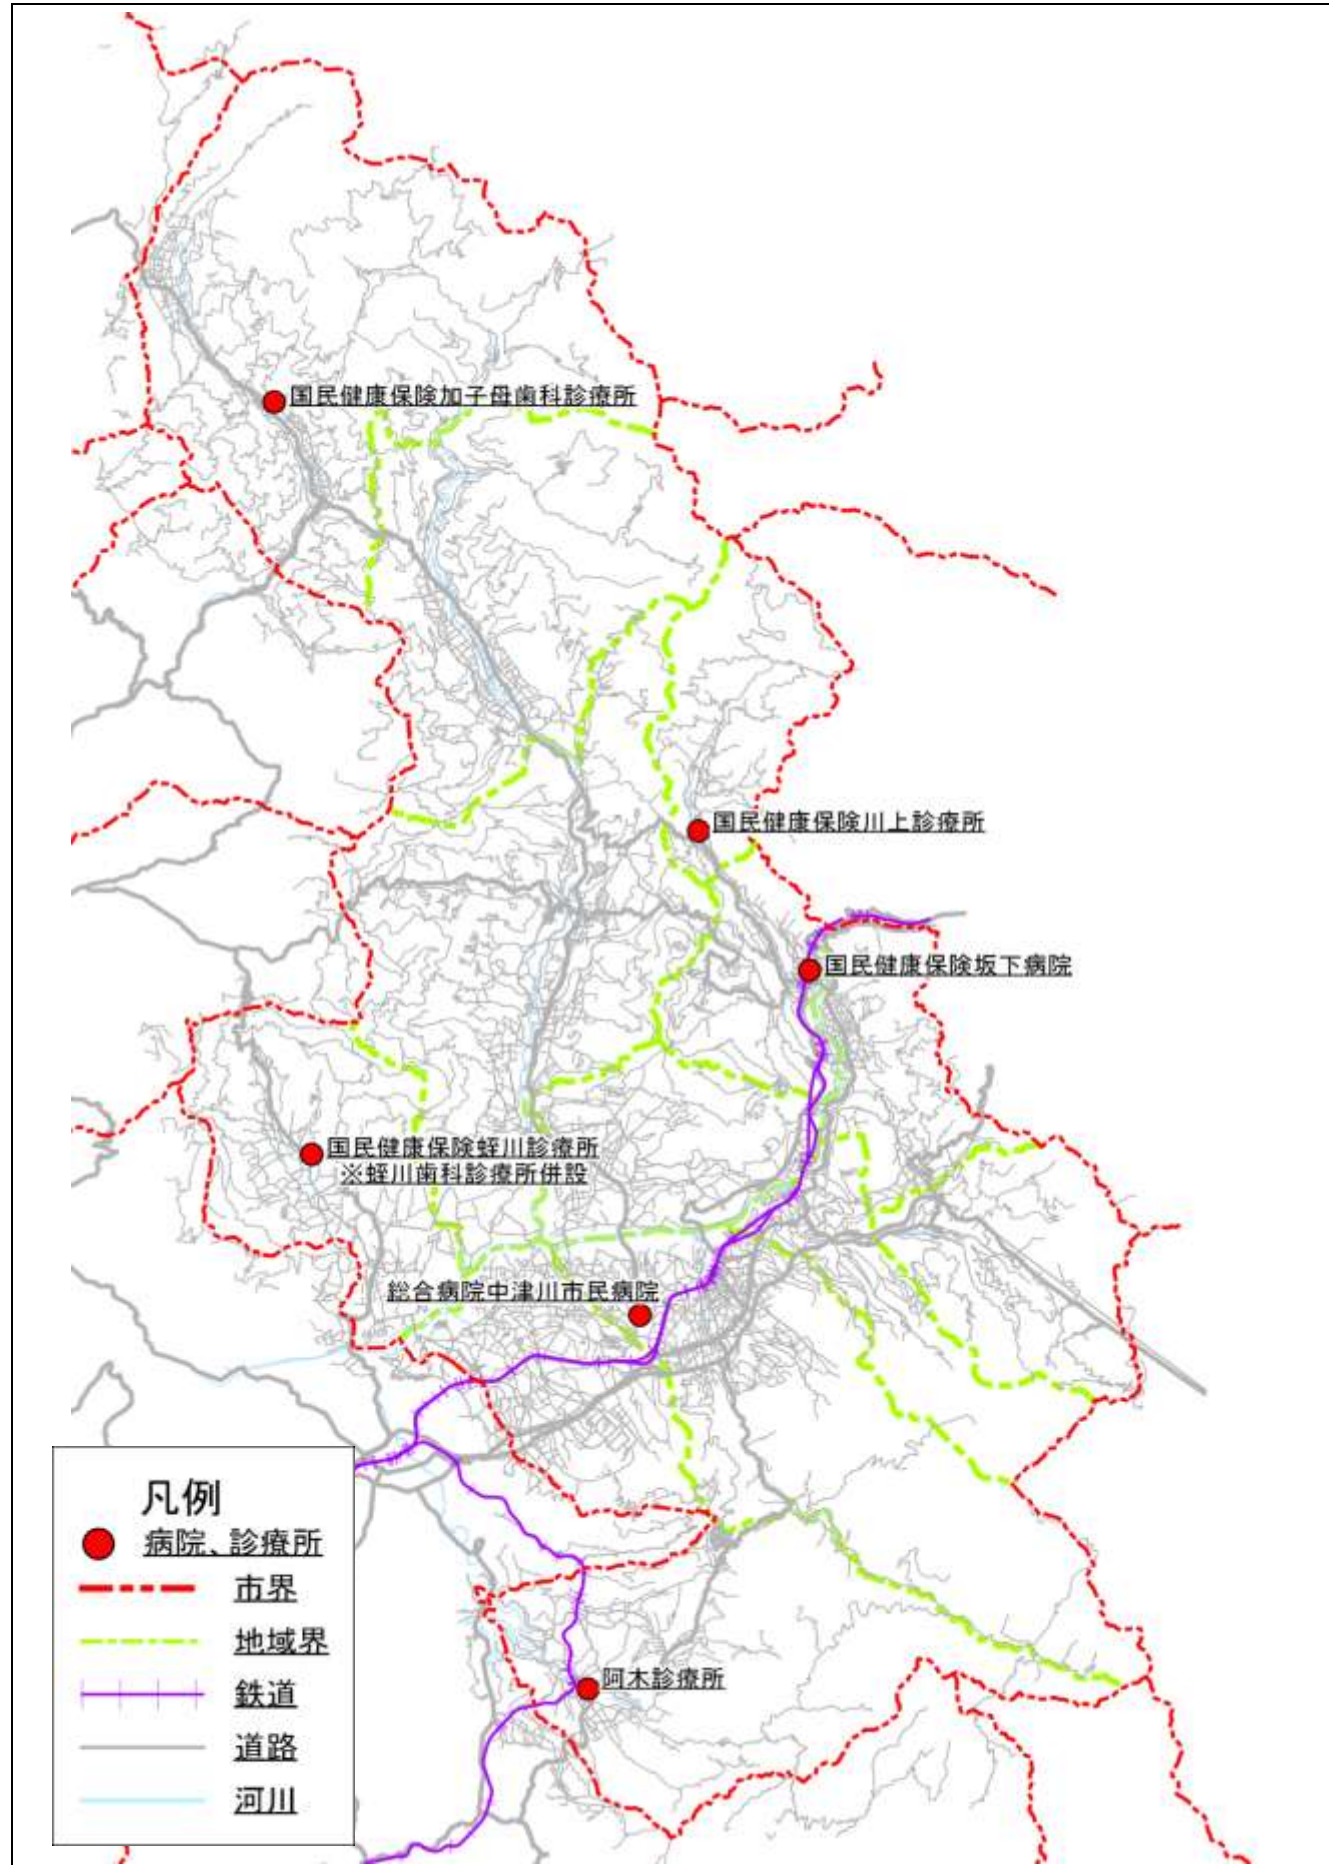 国民健康保険加子母歯科診療所
国民健康保険川上診療所
国民健康保険坂下病院
国民健康保険蛭川診療所
※蛭川歯科診療所併設
総合病院中津川市民病院
阿木診療所
凡例
病院、診療所
市界
地域界
鉄道
道路
河川